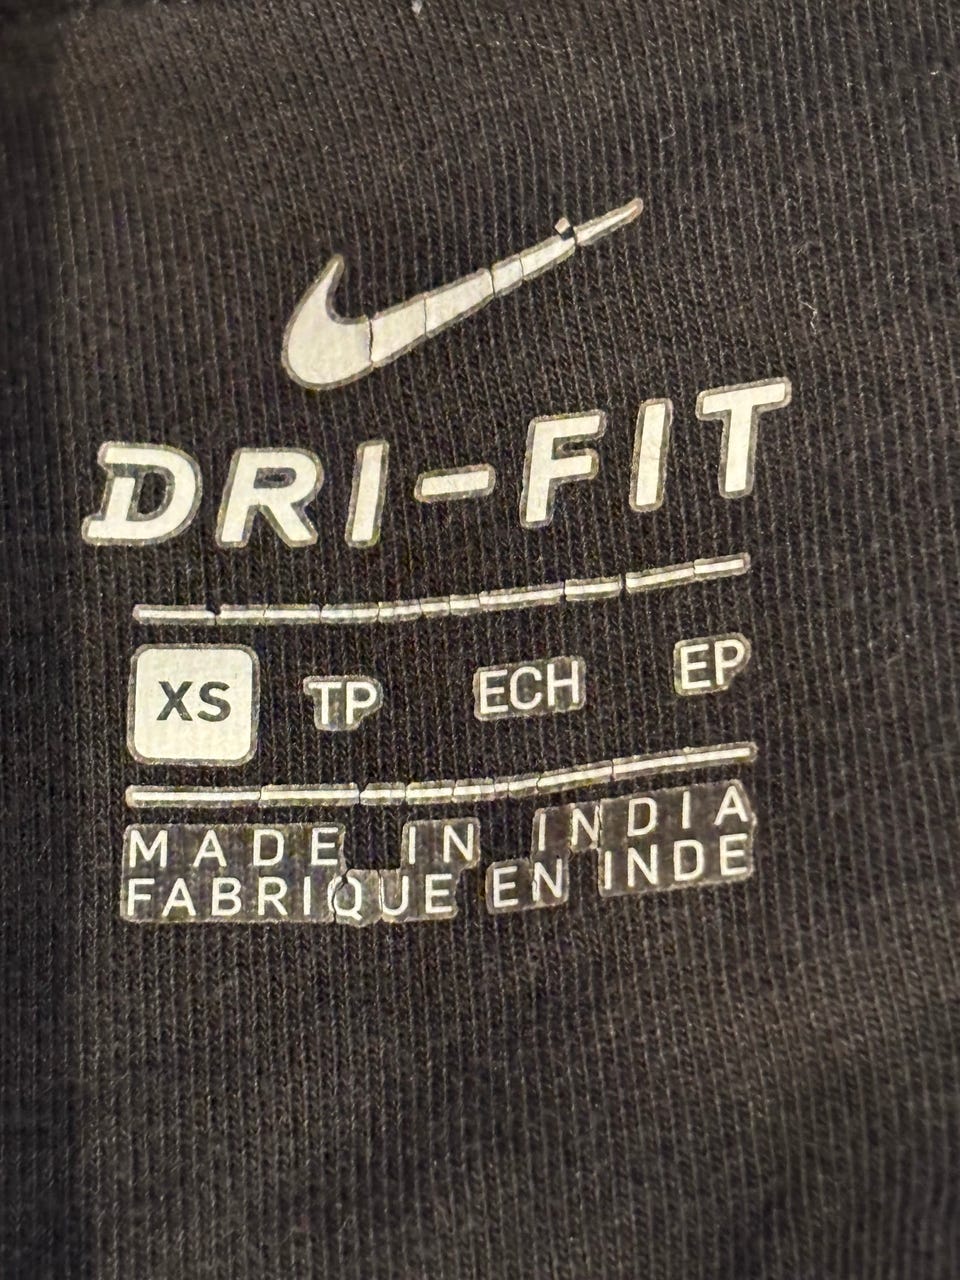 DRI-FIT
XS TP ECH EP
MADE IN INDIA
FABRIQUE EN INDE